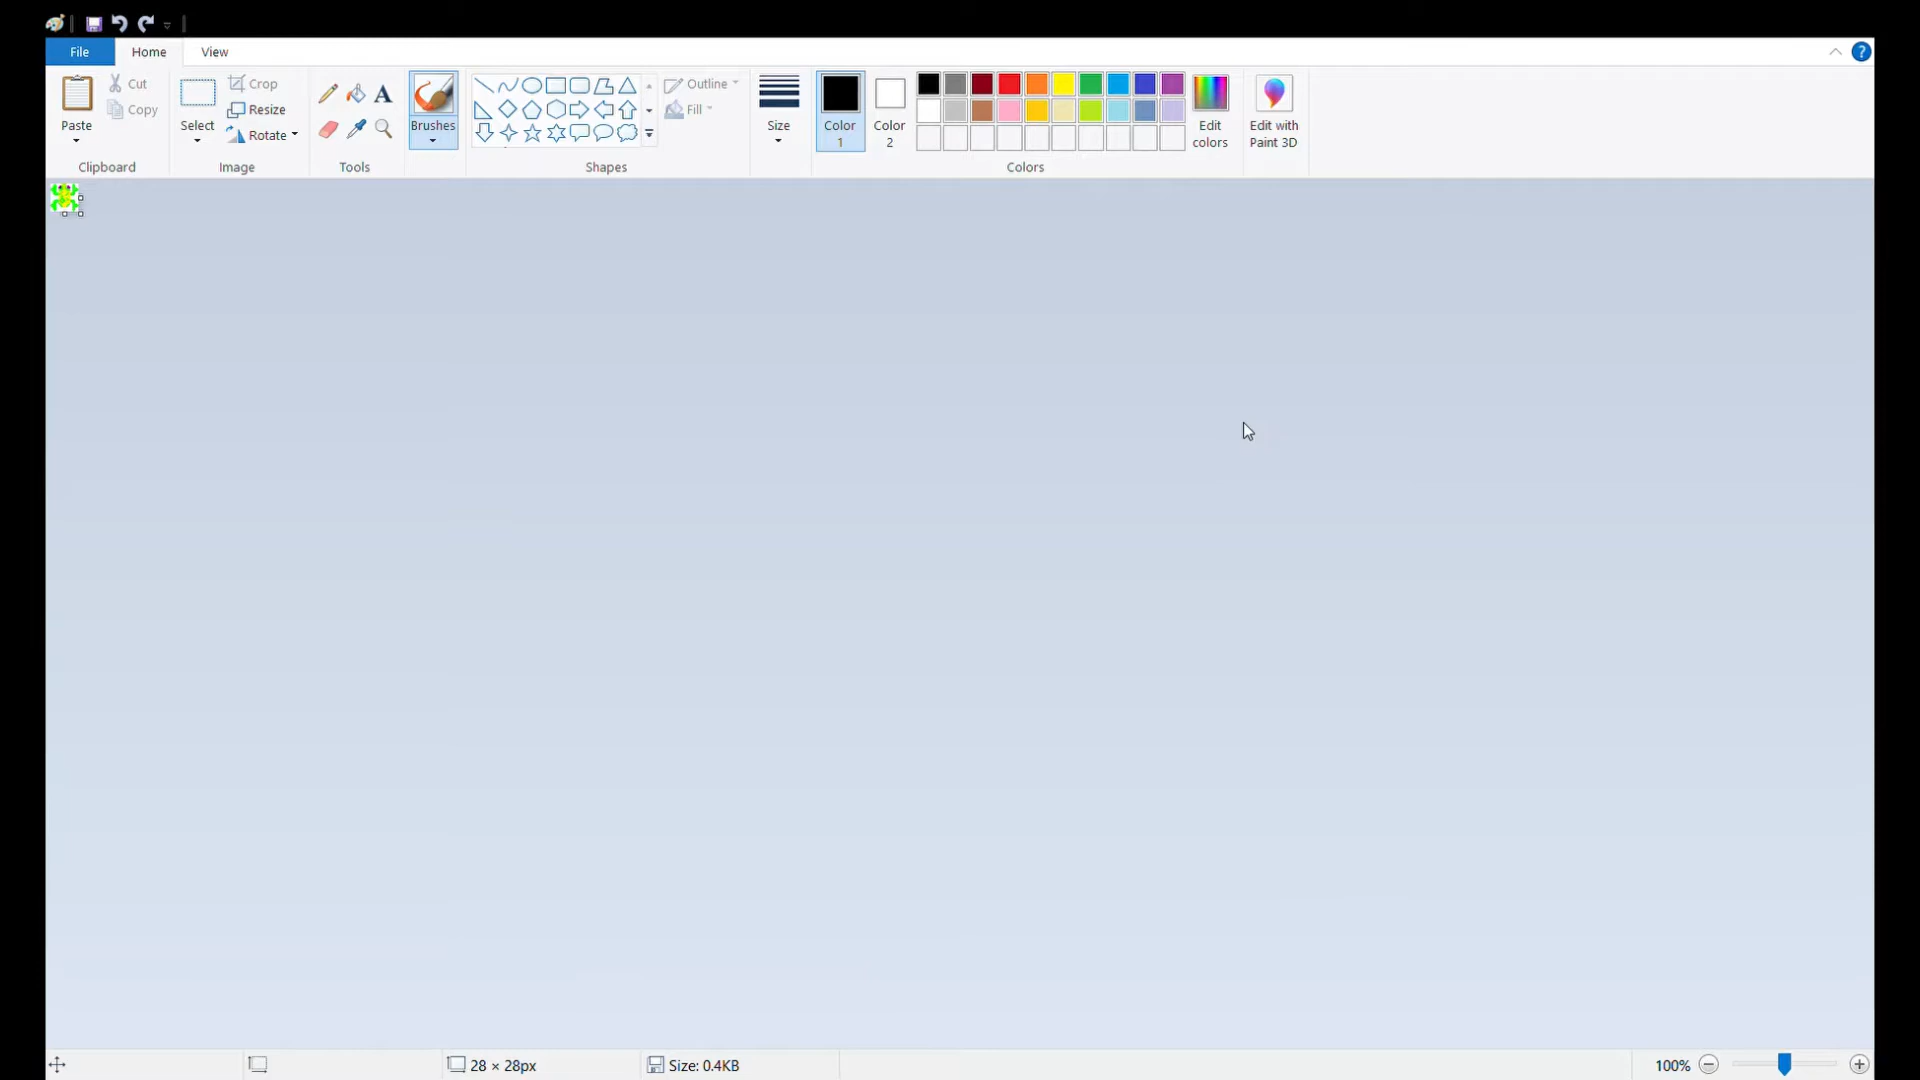 File Home View
Paste
Cut
Copy
Clipboard
Select
Crop
Resize
Rotate
Image
A
Tools
Brushes
Outline
Fill
Shapes
Size
Color
1
Color
2
Edit
colors
Colors
Edit with
Paint 3D
?
28 × 28px
Size: 0.4KB
100%